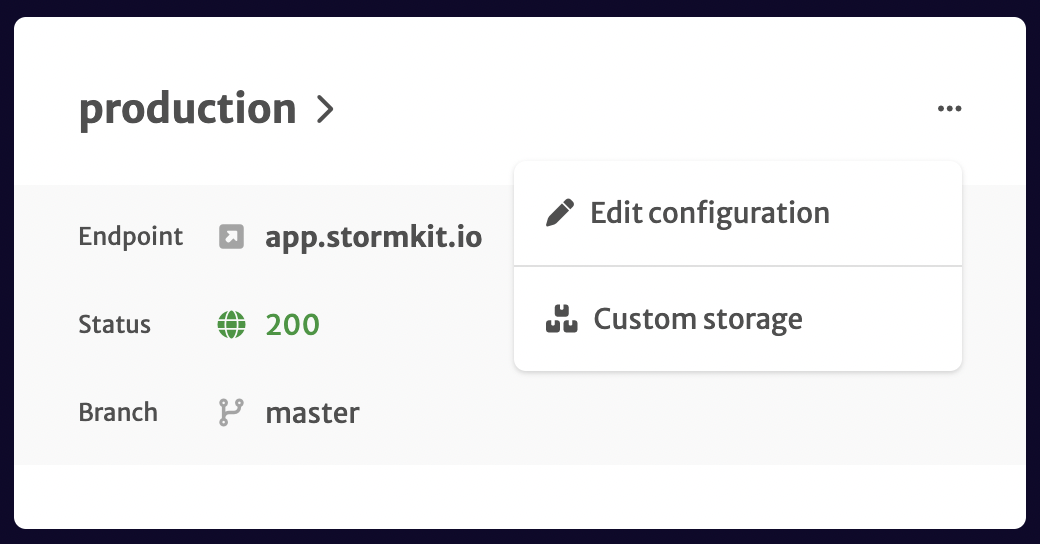 production
Edit configuration
Endpoint app.stormkit.io
Custom storage
Status 200
Branch master